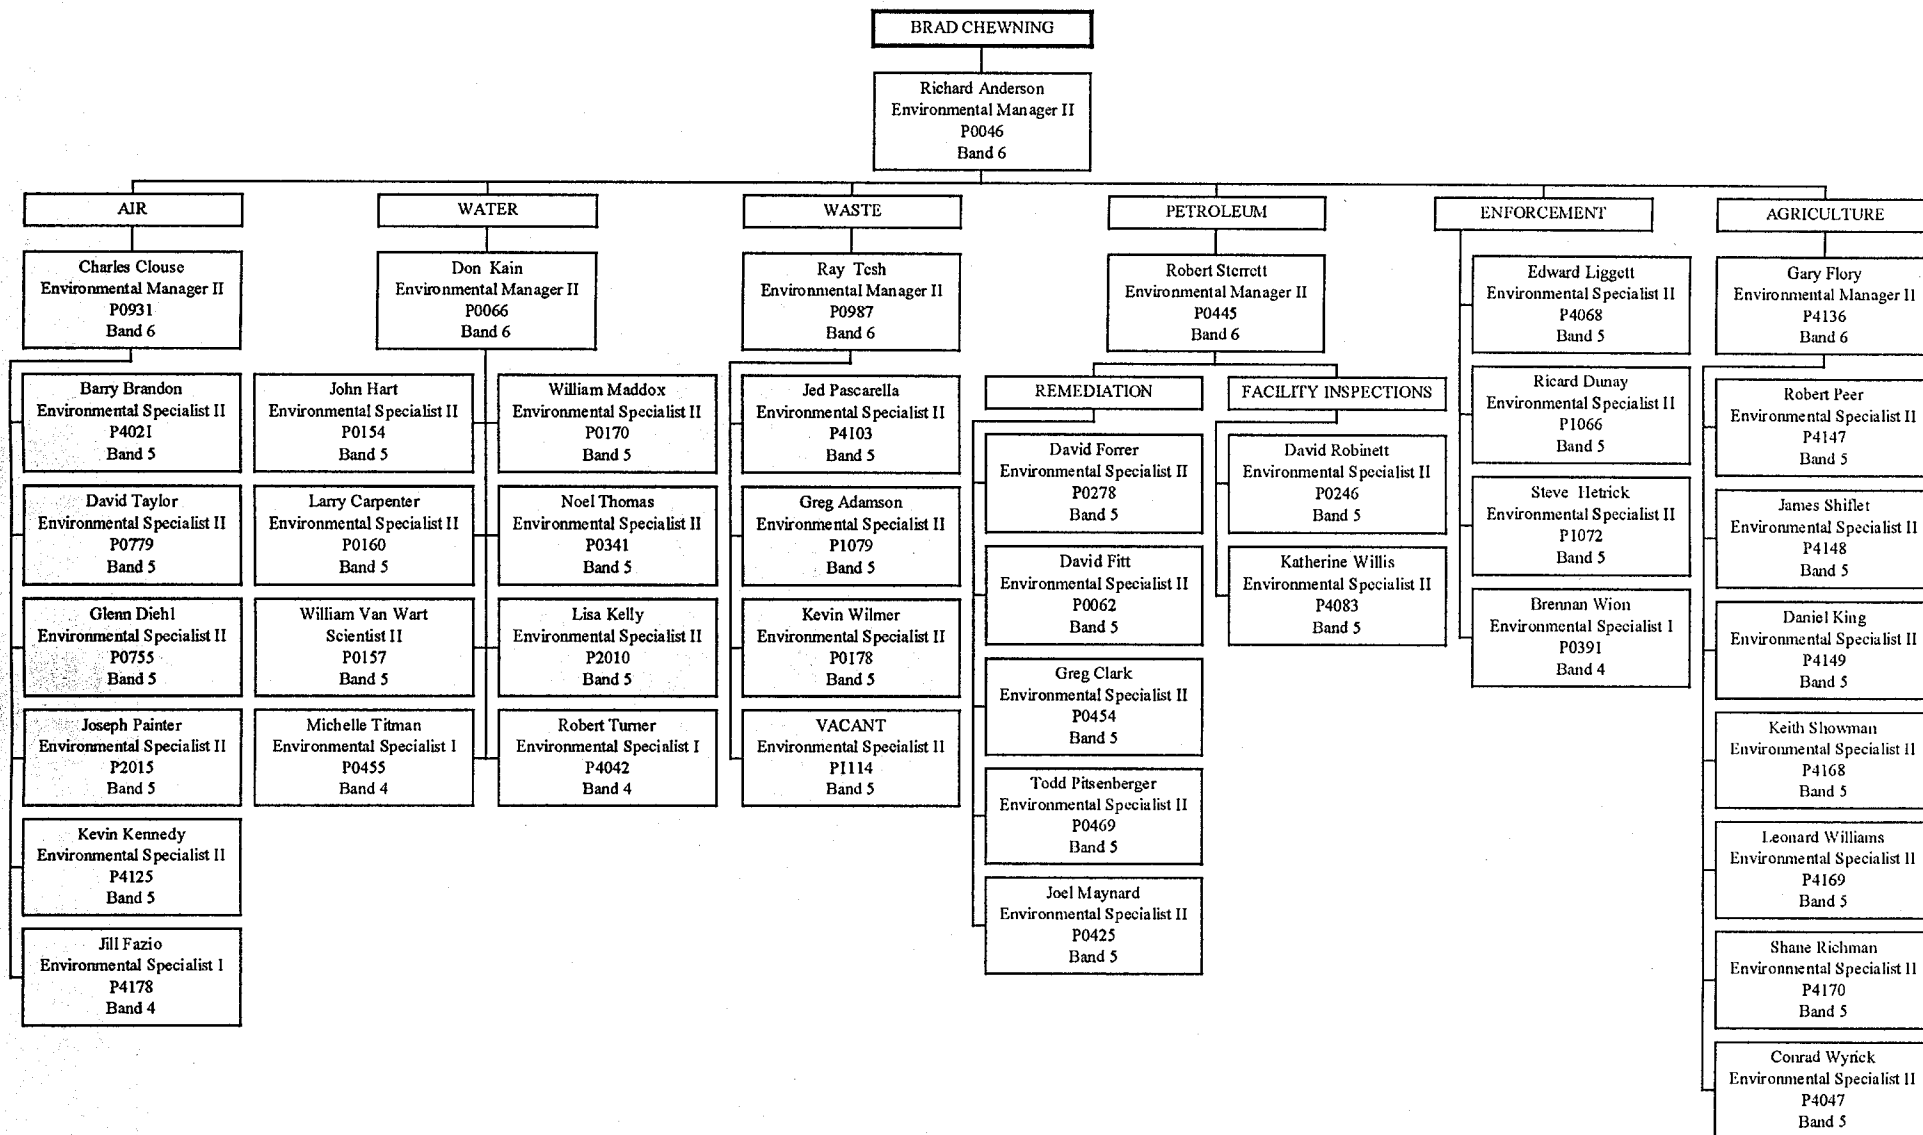 BRAD CHEWNING
Richard Anderson
Environmental Manager II
P0046
Band 6
AIR
Charles Clouse
Environmental Manager II
P0931
Band 6
Barry Brandon
Environmental Specialist II
P4021
Band 5
David Taylor
Environmental Specialist II
P0779
Band 5
Glenn Diehl
Environmental Specialist II
P0755
Band 5
Joseph Painter
Environmental Specialist II
P2015
Band 5
Kevin Kennedy
Environmental Specialist II
P4125
Band 5
Jill Fazio
Environmental Specialist I
P4178
Band 4
WATER
Don Kain
Environmental Manager II
P0066
Band 6
John Hart
Environmental Specialist II
P0154
Band 5
Larry Carpenter
Environmental Specialist II
P0160
Band 5
William Van Wart
Scientist II
P0157
Band 5
Michelle Titman
Environmental Specialist I
P0455
Band 4
William Maddox
Environmental Specialist II
P0170
Band 5
Noel Thomas
Environmental Specialist II
P0341
Band 5
Lisa Kelly
Environmental Specialist II
P2010
Band 5
Robert Turner
Environmental Specialist I
P4042
Band 4
WASTE
Ray Tesh
Environmental Manager II
P0987
Band 6
Jed Pascarella
Environmental Specialist II
P4103
Band 5
Greg Adamson
Environmental Specialist II
P1079
Band 5
Kevin Wilmer
Environmental Specialist II
P0178
Band 5
VACANT
Environmental Specialist II
P1114
Band 5
PETROLEUM
Robert Sterrett
Environmental Manager II
P0445
Band 6
REMEDIATION
David Forrer
Environmental Specialist II
P0278
Band 5
David Fitt
Environmental Specialist II
P0062
Band 5
Greg Clark
Environmental Specialist II
P0454
Band 5
Todd Pitsenberger
Environmental Specialist II
P0469
Band 5
Joel Maynard
Environmental Specialist II
P0425
Band 5
FACILITY INSPECTIONS
David Robinett
Environmental Specialist II
P0246
Band 5
Katherine Willis
Environmental Specialist II
P4083
Band 5
ENFORCEMENT
Edward Liggett
Environmental Specialist II
P4068
Band 5
Ricard Dunay
Environmental Specialist II
P1066
Band 5
Steve Hetrick
Environmental Specialist II
P1072
Band 5
Brennan Wion
Environmental Specialist I
P0391
Band 4
AGRICULTURE
Gary Flory
Environmental Manager II
P4136
Band 6
Robert Peer
Environmental Specialist II
P4147
Band 5
James Shiflet
Environmental Specialist II
P4148
Band 5
Daniel King
Environmental Specialist II
P4149
Band 5
Keith Showman
Environmental Specialist II
P4168
Band 5
Leonard Williams
Environmental Specialist II
P4169
Band 5
Shane Richman
Environmental Specialist II
P4170
Band 5
Conrad Wyrick
Environmental Specialist II
P4047
Band 5